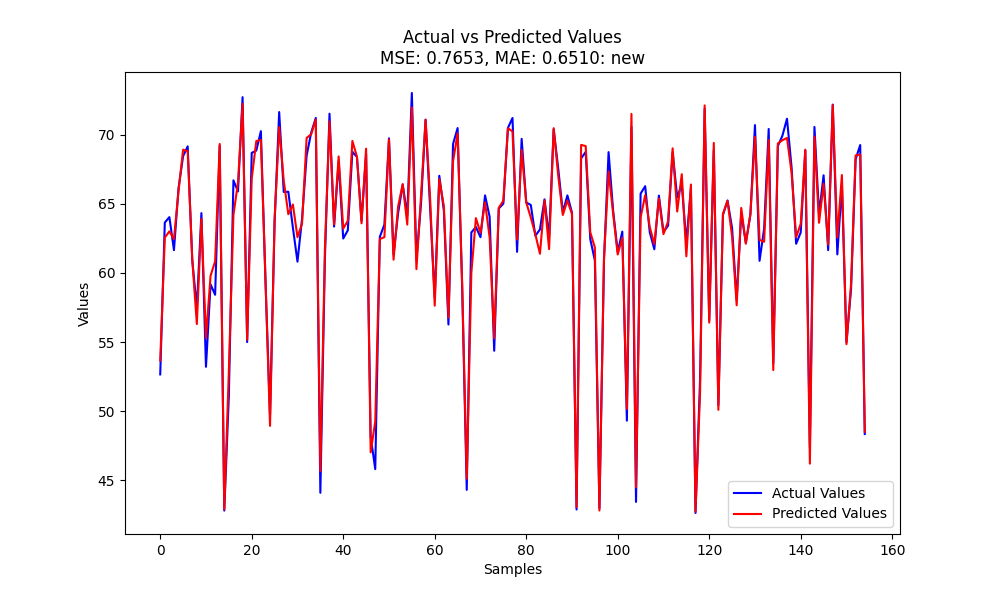 Actual vs Predicted Values
MSE: 0.7653, MAE: 0.6510: new
Values
70
65
60
55
50
45
Actual Values
Predicted Values
0 20 40 60 80 100 120 140 160
Samples